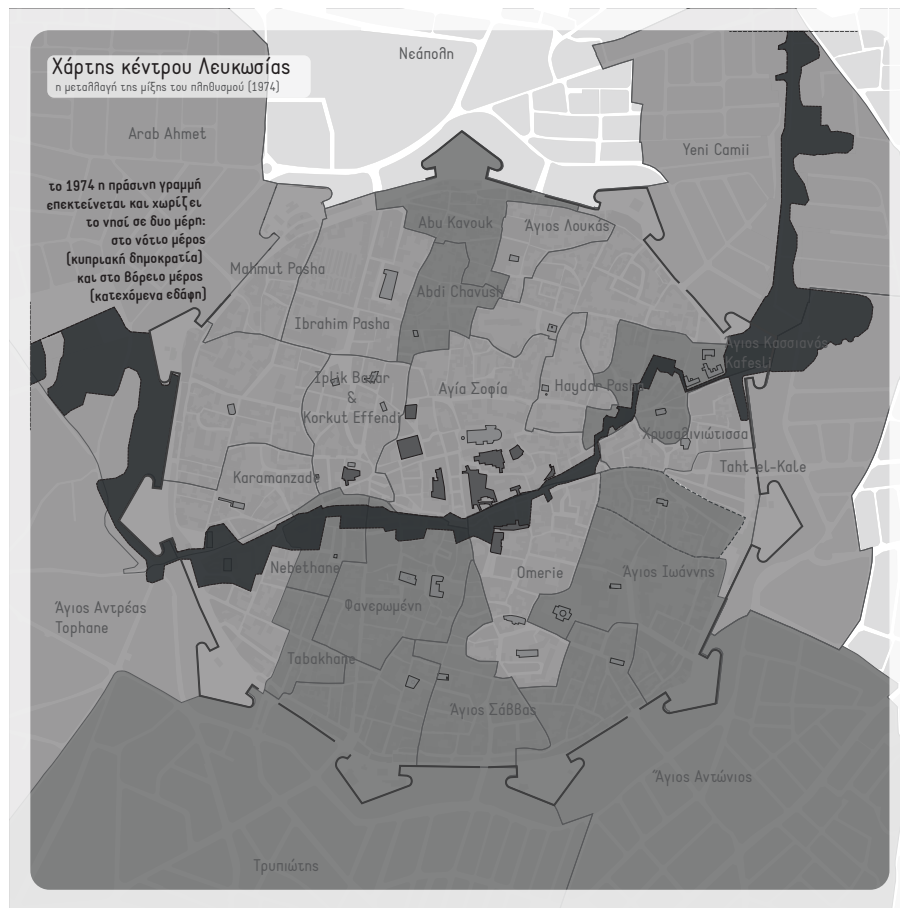 Χάρτης κέντρου Λευκωσίας
η μεταλλαγή της μίξης του πληθυσμού (1974)
Νεάπολη
Arab Ahmet
Yeni Camii
το 1974 η πράσινη γραμμή
επεκτείνεται και χωρίζει
το νησί σε δυο μέρη:
στο νότιο μέρος
(κυπριακή δημοκρατία)
και στο βόρειο μέρος
(κατεχόμενα εδάφη)
Abu Kavouk
Άγιος Λουκάς
Mahmut Pasha
Abdi Chavush
Ibrahim Pasha
Άγιος Κασσιανός
Kafesli
Iplik Bazar
&
Korkut Effendi
Αγία Σοφία
Haydar Pasha
Χρυσαλινιώτισσα
Taht-el-Kale
Karamanzade
Nebethane
Omerie
Άγιος Ιωάννης
Φανερωμένη
Άγιος Αντρέας
Tophane
Tabakhane
Άγιος Σάββας
Άγιος Αντώνιος
Τρυπιώτης